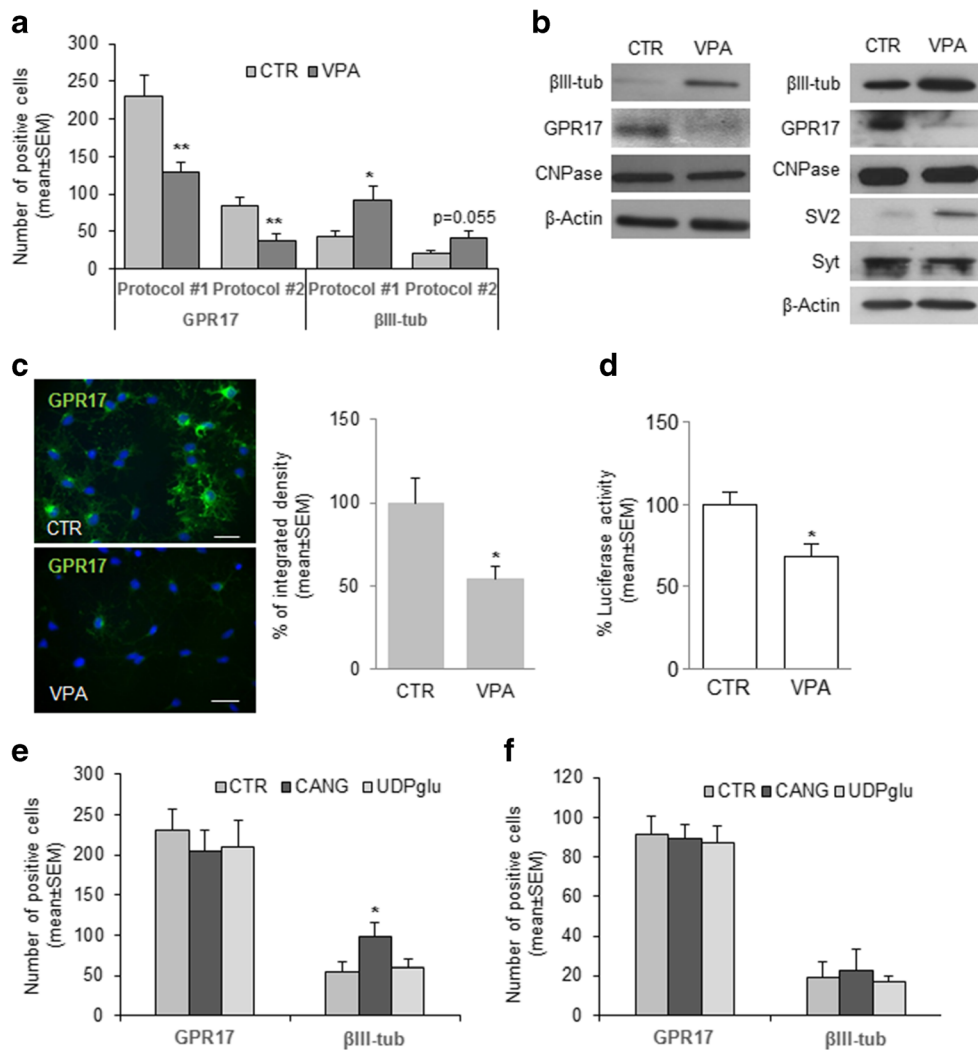 a
Number of positive cells
(mean±SEM)
300
250
200
150
100
50
0
CTR VPA
**
**
*
p=0.055
Protocol #1 Protocol #2 Protocol #1 Protocol #2
GPR17 βIII-tub
b
CTR VPA
βIII-tub
GPR17
CNPase
β-Actin
CTR VPA
βIII-tub
GPR17
CNPase
SV2
Syt
β-Actin
c
GPR17
CTR
GPR17
VPA
% of integrated density
(mean±SEM)
150
100
50
0
*
CTR VPA
d
% Luciferase activity
(mean±SEM)
150
100
50
0
*
CTR VPA
e
Number of positive cells
(mean±SEM)
300
250
200
150
100
50
0
CTR CANG UDPglu
*
GPR17 βIII-tub
f
Number of positive cells
(mean±SEM)
120
100
80
60
40
20
0
CTR CANG UDPglu
GPR17 βIII-tub